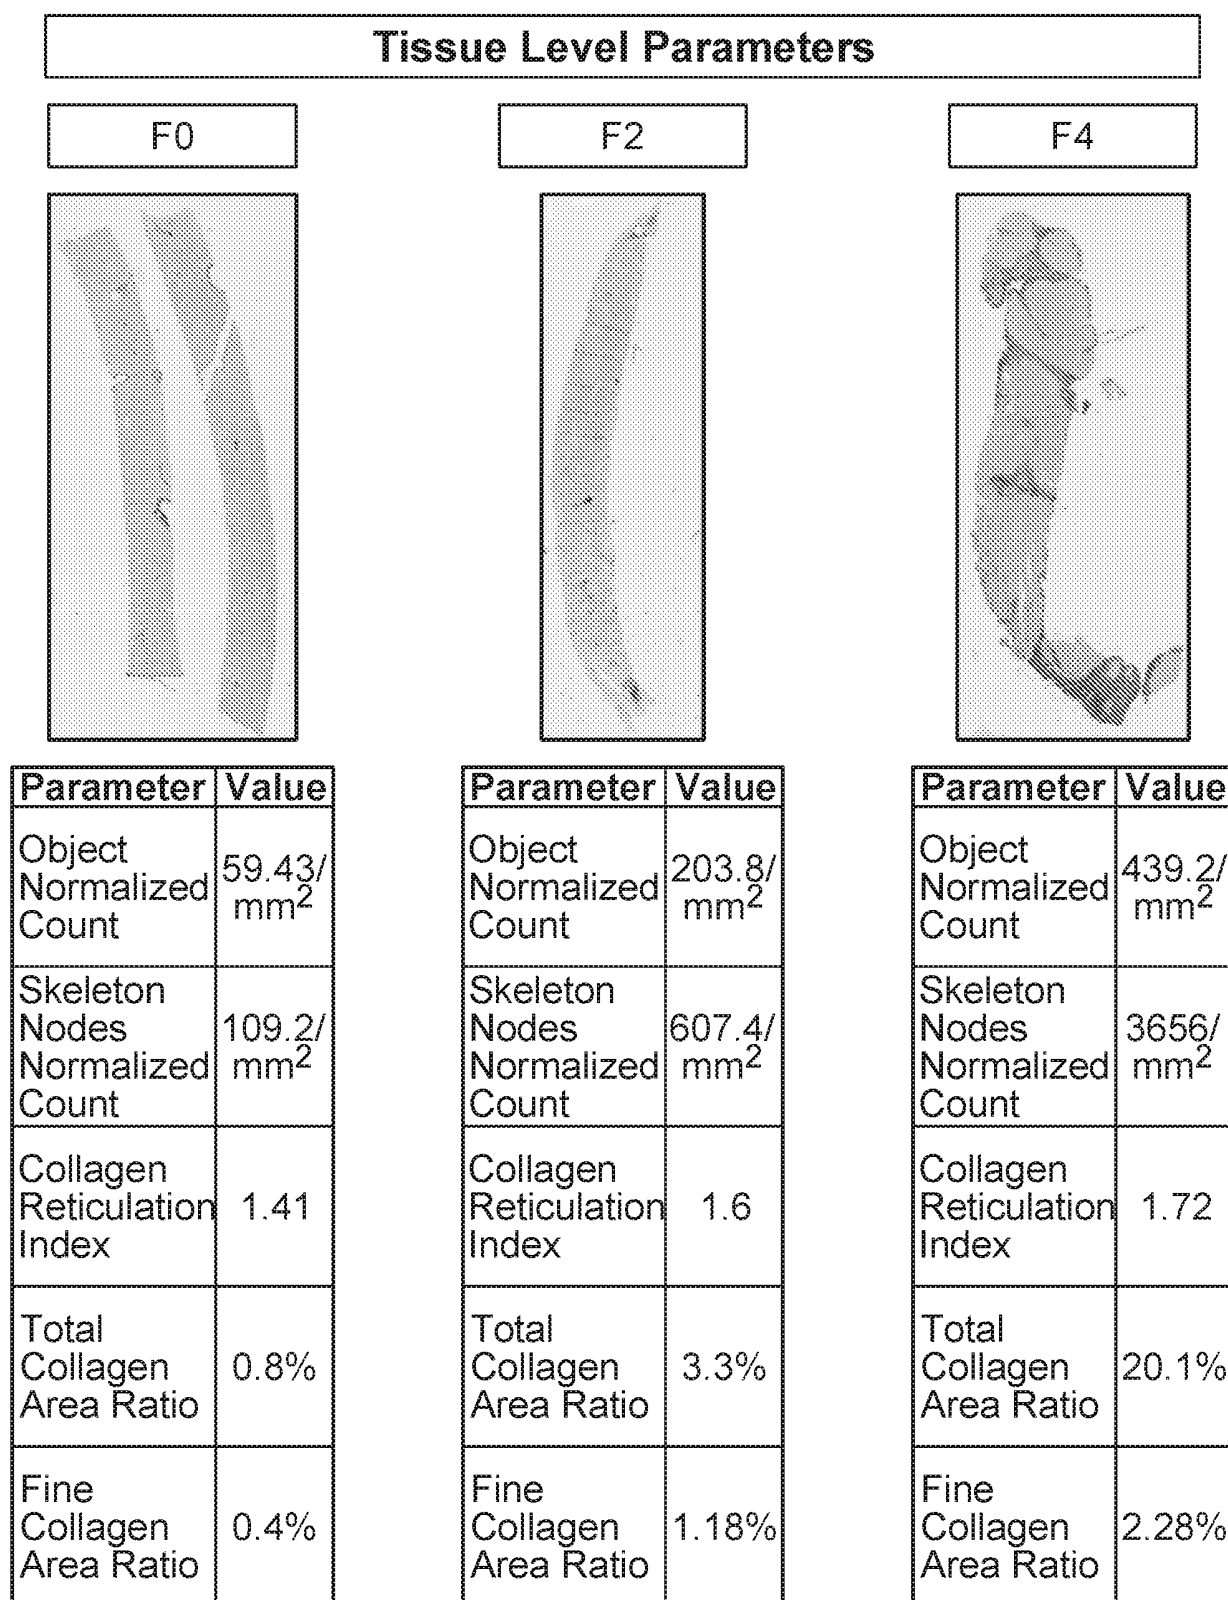 Tissue Level Parameters
F0
F2
F4
Parameter Value
Object
Normalized
Count
59.43/
mm2
Skeleton
Nodes
Normalized
Count
109.2/
mm2
Collagen
Reticulation
Index
1.41
Total
Collagen
Area Ratio
0.8%
Fine
Collagen
Area Ratio
0.4%
Parameter Value
Object
Normalized
Count
203.8/
mm2
Skeleton
Nodes
Normalized
Count
607.4/
mm2
Collagen
Reticulation
Index
1.6
Total
Collagen
Area Ratio
3.3%
Fine
Collagen
Area Ratio
1.18%
Parameter Value
Object
Normalized
Count
439.2/
mm2
Skeleton
Nodes
Normalized
Count
3656/
mm2
Collagen
Reticulation
Index
1.72
Total
Collagen
Area Ratio
20.1%
Fine
Collagen
Area Ratio
2.28%